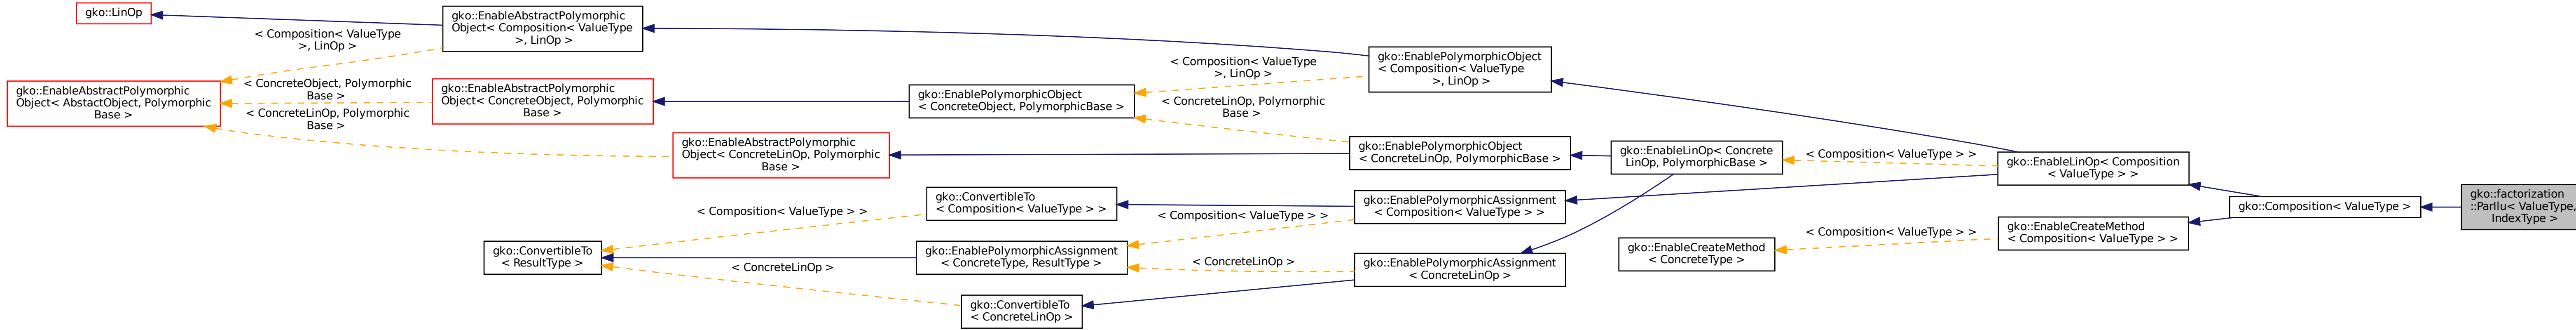 gko::LinOp
gko::EnableAbstractPolymorphic
Object< Composition< ValueType
>, LinOp >
< Composition< ValueType
>, LinOp >
gko::EnableAbstractPolymorphic
Object< AbstactObject, Polymorphic
Base >
< ConcreteObject, Polymorphic
Base >
< ConcreteLinOp, Polymorphic
Base >
gko::EnableAbstractPolymorphic
Object< ConcreteObject, Polymorphic
Base >
gko::EnablePolymorphicObject
< ConcreteObject, PolymorphicBase >
< Composition< ValueType
>, LinOp >
< ConcreteLinOp, Polymorphic
Base >
gko::EnablePolymorphicObject
< Composition< ValueType
>, LinOp >
gko::EnableAbstractPolymorphic
Object< ConcreteLinOp, Polymorphic
Base >
gko::EnablePolymorphicObject
< ConcreteLinOp, PolymorphicBase >
gko::EnableLinOp< Concrete
LinOp, PolymorphicBase >
< Composition< ValueType > >
gko::EnableLinOp< Composition
< ValueType > >
gko::ConvertibleTo
< ResultType >
< Composition< ValueType > >
gko::ConvertibleTo
< Composition< ValueType > >
gko::EnablePolymorphicAssignment
< ConcreteType, ResultType >
< Composition< ValueType > >
gko::EnablePolymorphicAssignment
< Composition< ValueType > >
< ConcreteLinOp >
gko::ConvertibleTo
< ConcreteLinOp >
< ConcreteLinOp >
gko::EnablePolymorphicAssignment
< ConcreteLinOp >
gko::EnableCreateMethod
< ConcreteType >
< Composition< ValueType > >
gko::EnableCreateMethod
< Composition< ValueType > >
gko::Composition< ValueType >
gko::factorization
::ParIlu< ValueType,
IndexType >